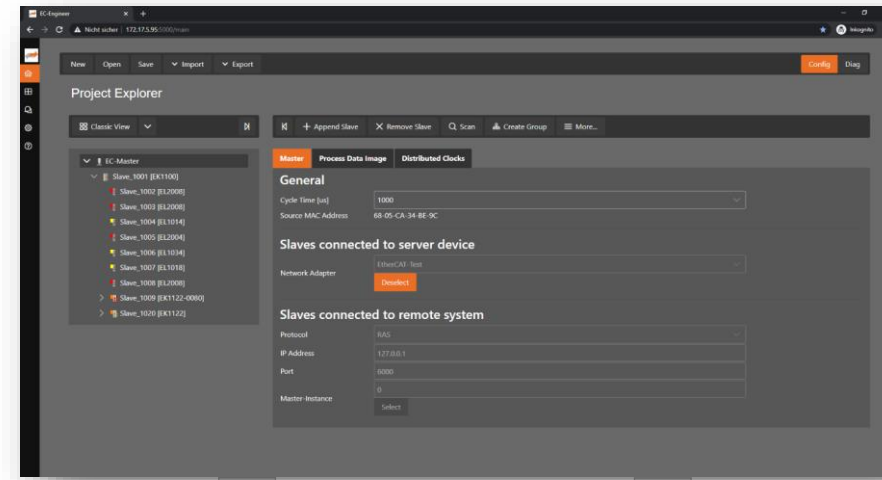 EC-Engineer
Nicht sicher | 172.17.5.95:5000/main
Inkognito
New Open Save Import Export Config Diag
Project Explorer
Classic View
Append Slave Remove Slave Scan Create Group More...
EC-Master
Slave_1001 [EK1100]
Slave_1002 [EL2008]
Slave_1003 [EL2008]
Slave_1004 [EL1014]
Slave_1005 [EL2004]
Slave_1006 [EL1034]
Slave_1007 [EL1018]
Slave_1008 [EL2008]
Slave_1009 [EK1122-0080]
Slave_1020 [EK1122]
Master Process Data Image Distributed Clocks
General
Cycle Time [us] 1000
Source MAC Address 68-05-CA-34-BE-9C
Slaves connected to server device
Network Adapter EtherCAT-Test
Deselect
Slaves connected to remote system
Protocol RAS
IP Address 127.0.0.1
Port 6000
Master-Instance 0
Select